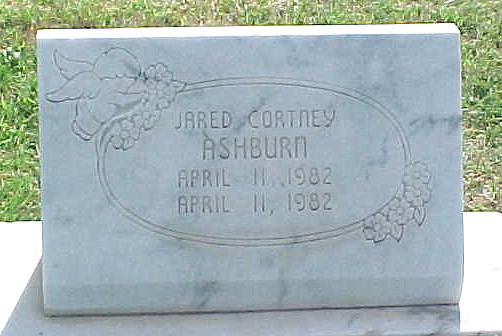 JARED CORTNEY
ASHBURN
APRIL 11, 1982
APRIL 11, 1982